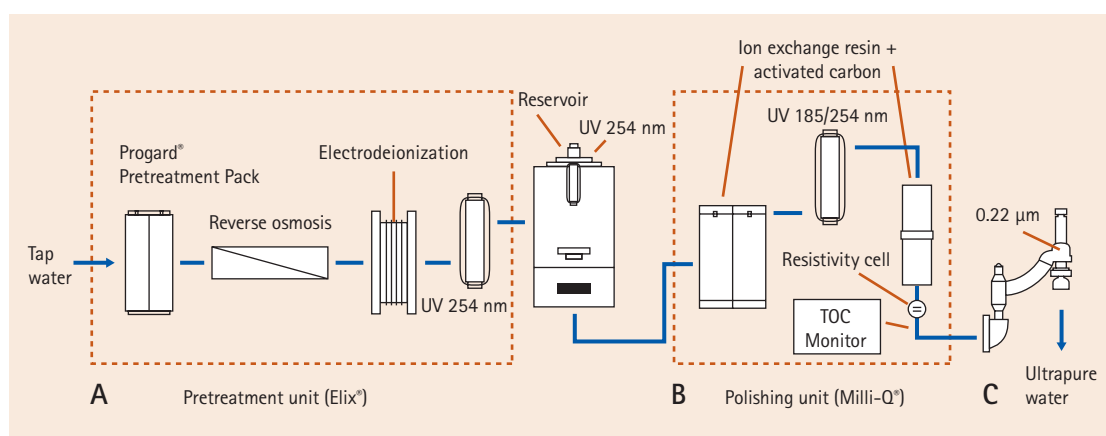 Ion exchange resin +
activated carbon
Reservoir
UV 254 nm
UV 185/254 nm
Progard®
Pretreatment Pack
Electrodeionization
Reverse osmosis
0.22 µm
Tap
water
Resistivity cell
UV 254 nm
TOC
Monitor
A
Pretreatment unit (Elix®)
B
Polishing unit (Milli-Q®)
C
Ultrapure
water